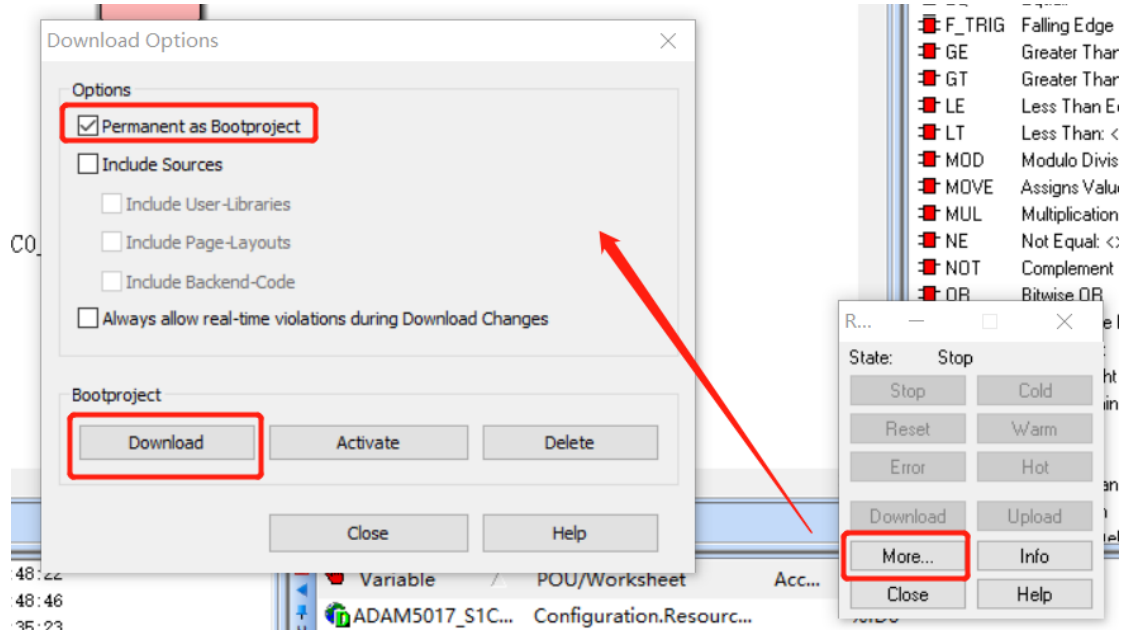 Download Options
Options
Permanent as Bootproject
Include Sources
Include User-Libraries
Include Page-Layouts
Include Backend-Code
Always allow real-time violations during Download Changes
Bootproject
Download
Activate
Delete
Close
Help
C0_
F_TRIG Falling Edge
GE Greater Than
GT Greater Than
LE Less Than E
LT Less Than: <
MOD Modulo Divis
MOVE Assigns Valu
MUL Multiplication
NE Not Equal: <>
NOT Complement
OR Bitwise OR
R...
State: Stop
Stop Cold
Reset Warm
Error Hot
Download Upload
More... Info
Close Help
:48:22
:48:46
:35:23
Variable / POU/Worksheet Acc...
ADAM5017_S1C... Configuration.Resourc...